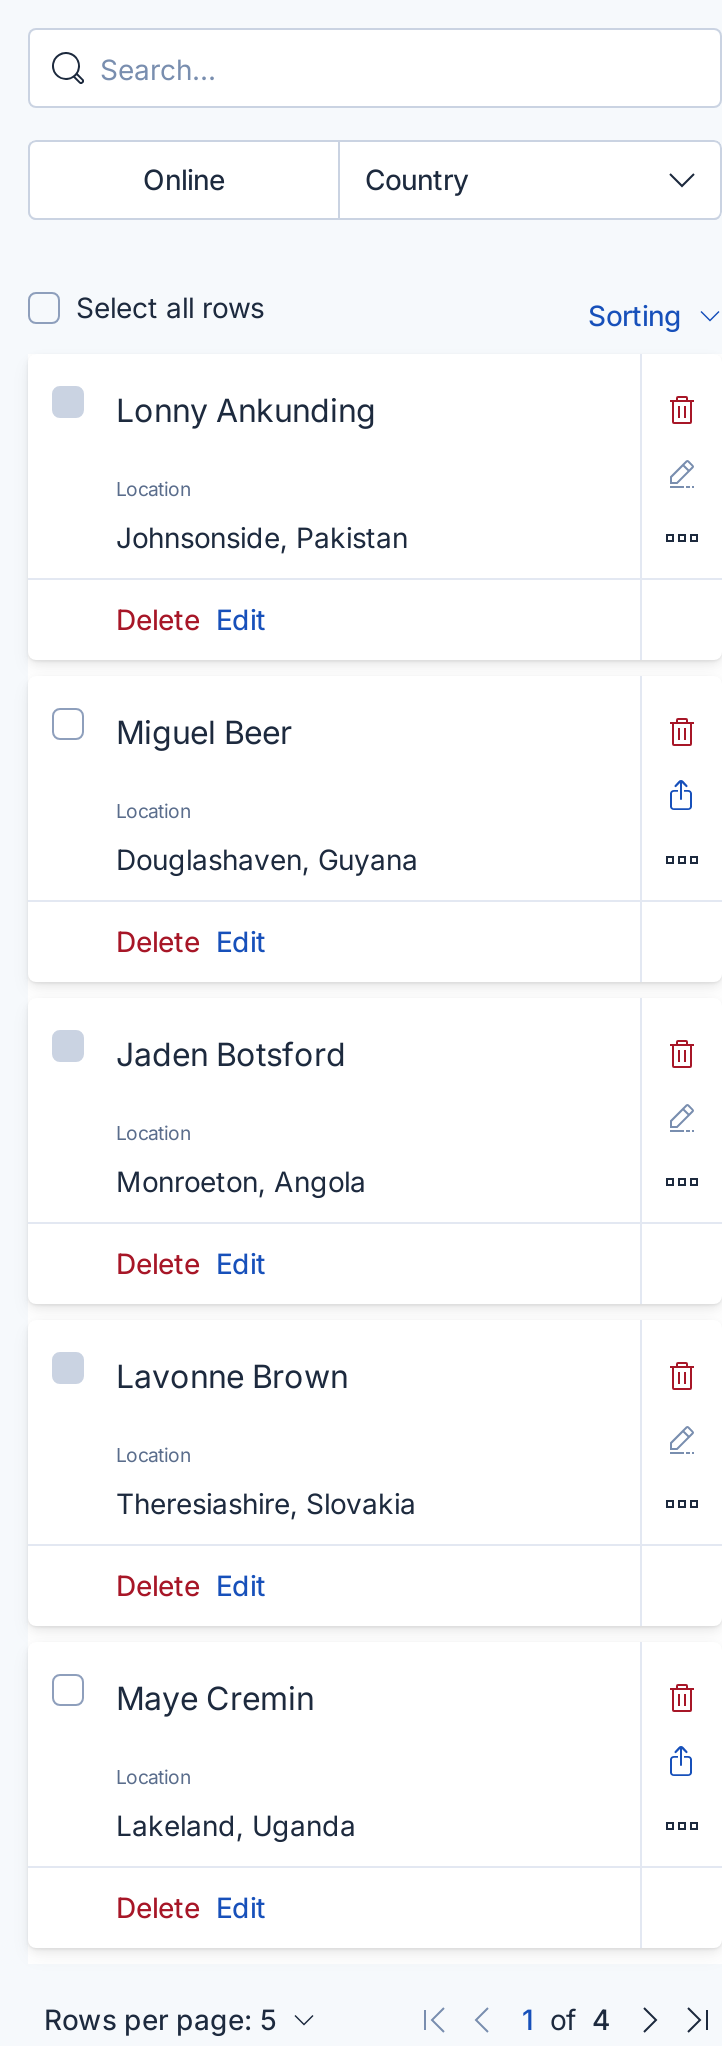 Search...
Online Country
Select all rows
Sorting
Lonny Ankunding
Location
Johnsonside, Pakistan
Delete Edit
Miguel Beer
Location
Douglashaven, Guyana
Delete Edit
Jaden Botsford
Location
Monroeton, Angola
Delete Edit
Lavonne Brown
Location
Theresiashire, Slovakia
Delete Edit
Maye Cremin
Location
Lakeland, Uganda
Delete Edit
Rows per page: 5 1 of 4